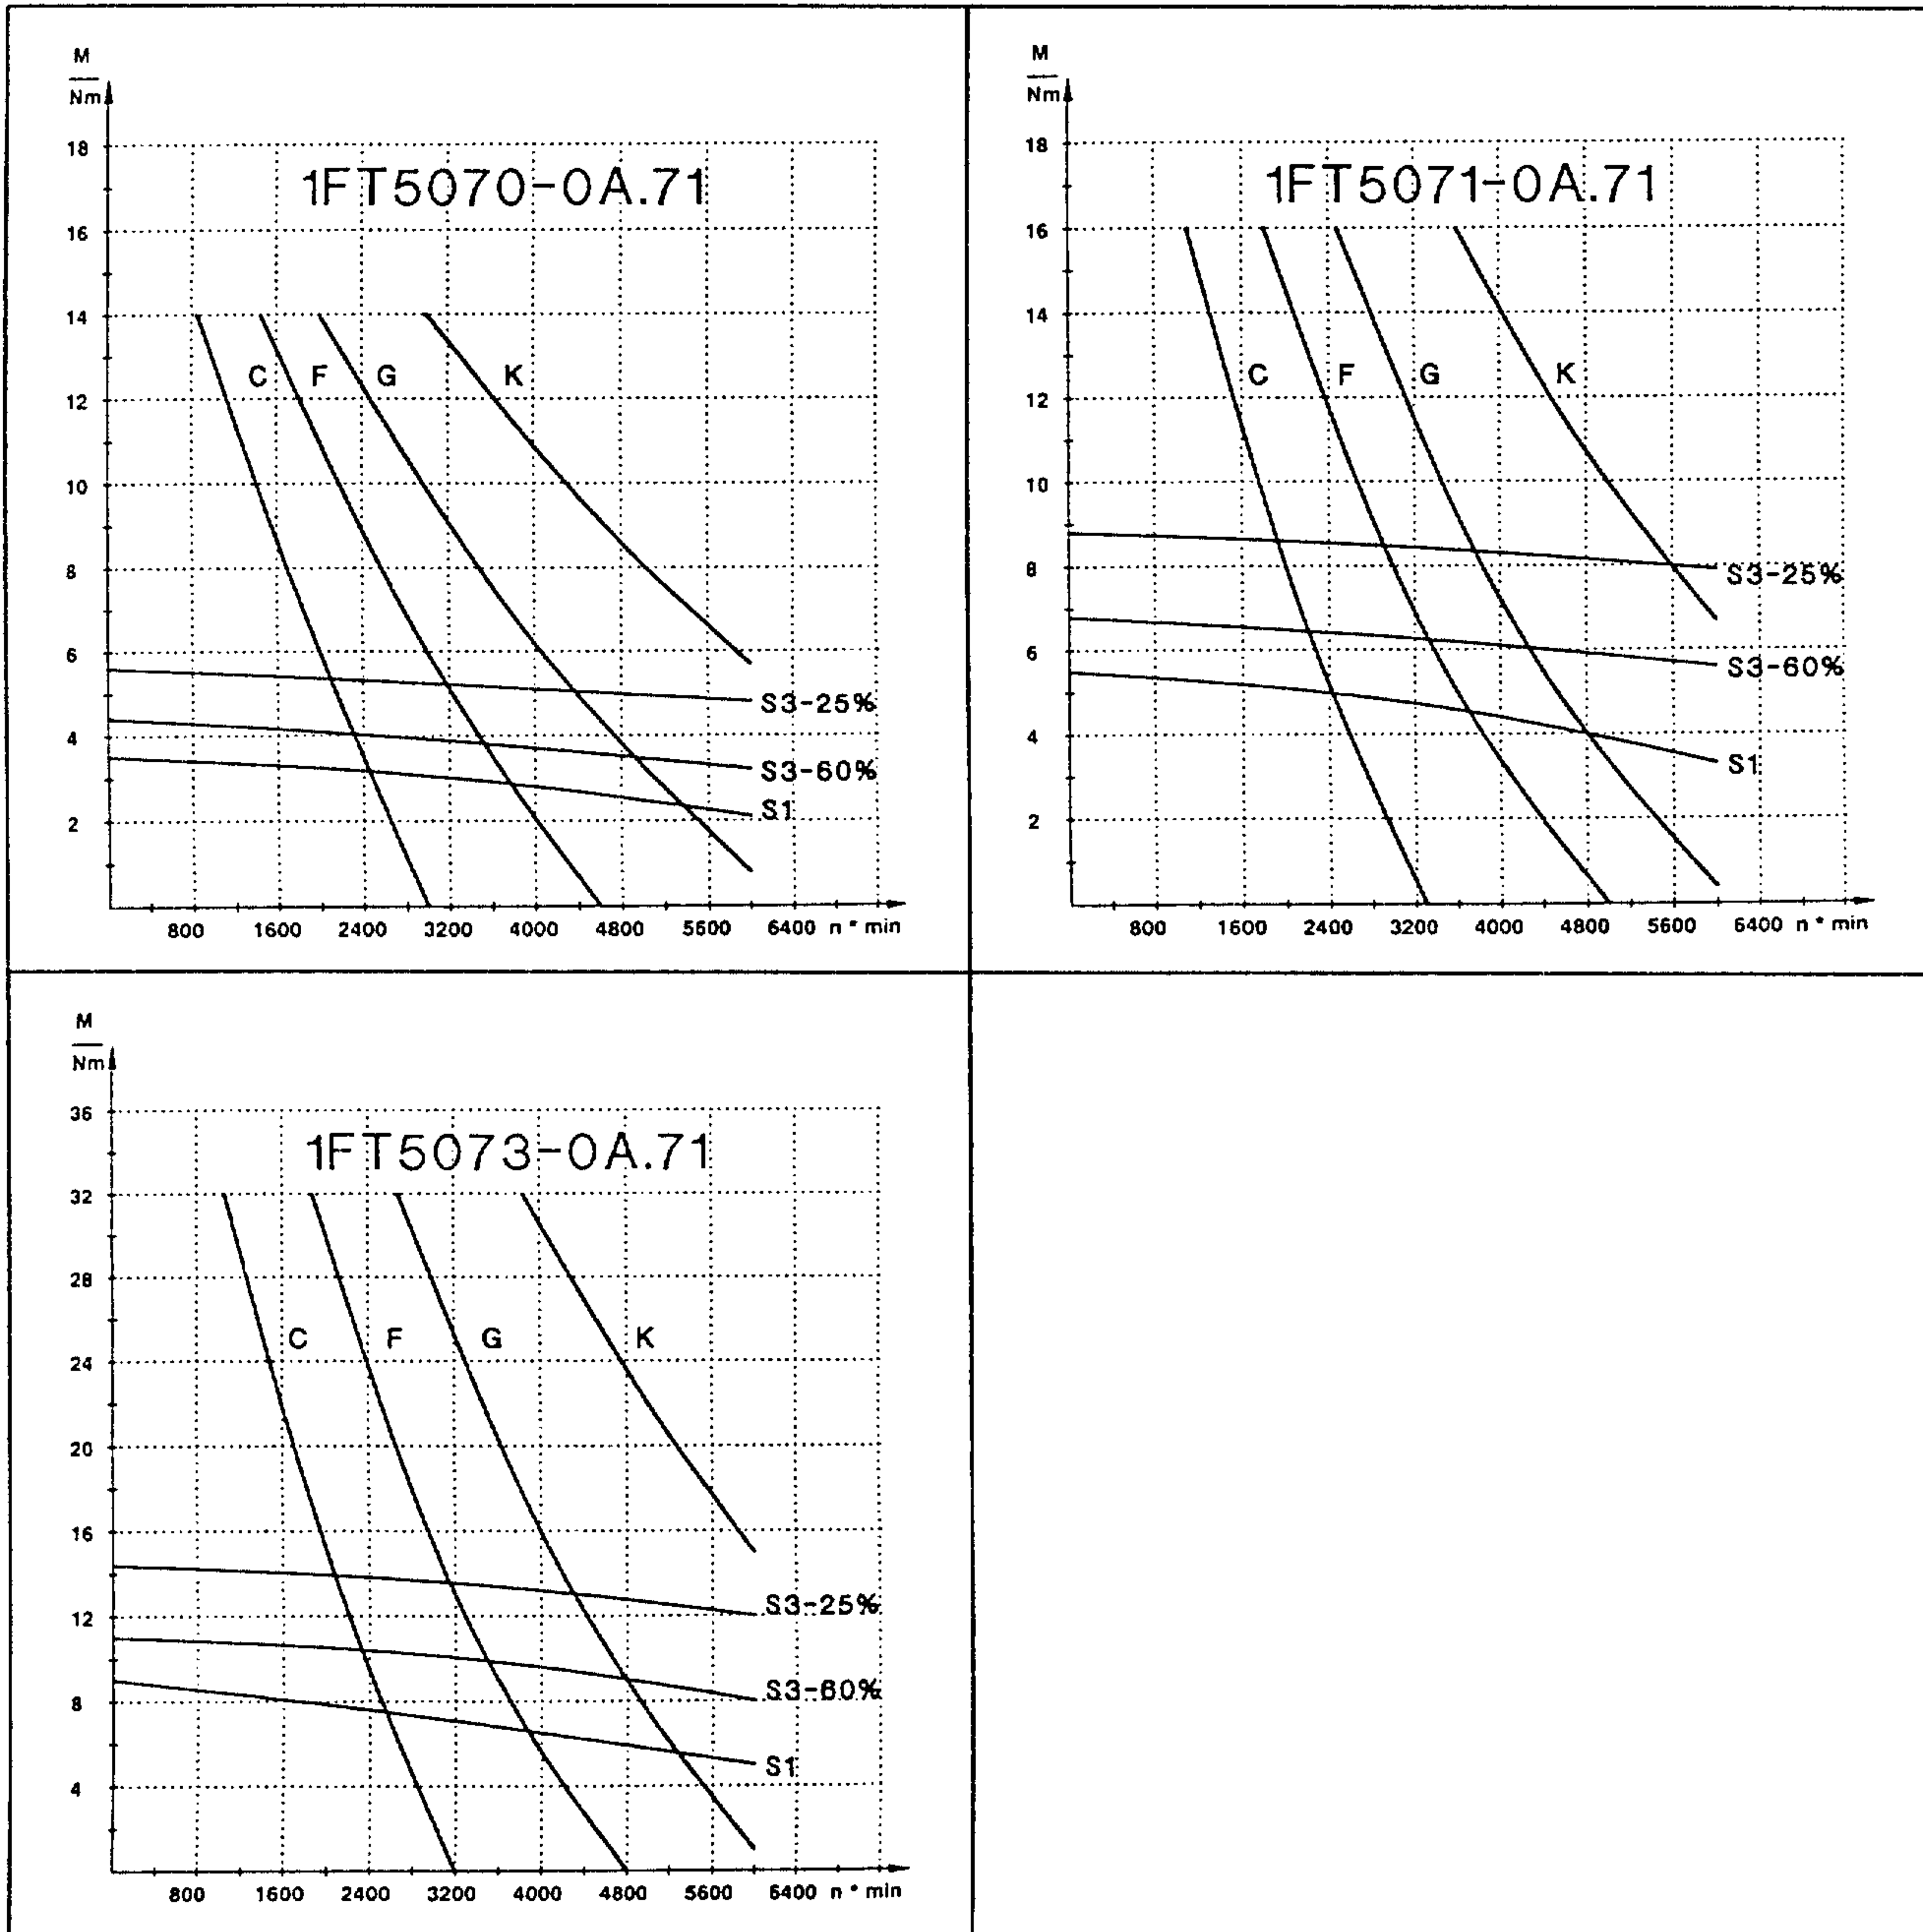 M
Nm
18
1FT5070-0A.71
16
14
C F G K
12
10
8
6
S3-25%
4
S3-60%
S1
2
800 1600 2400 3200 4000 4800 5600 6400 n * min
M
Nm
18
1FT5071-0A.71
16
14
C F G K
12
10
8
S3-25%
6
S3-60%
4
S1
2
800 1600 2400 3200 4000 4800 5600 6400 n * min
M
Nm
36
1FT5073-0A.71
32
28
C F G K
24
20
16
S3-25%
12
S3-60%
8
S1
4
800 1600 2400 3200 4000 4800 5600 6400 n * min